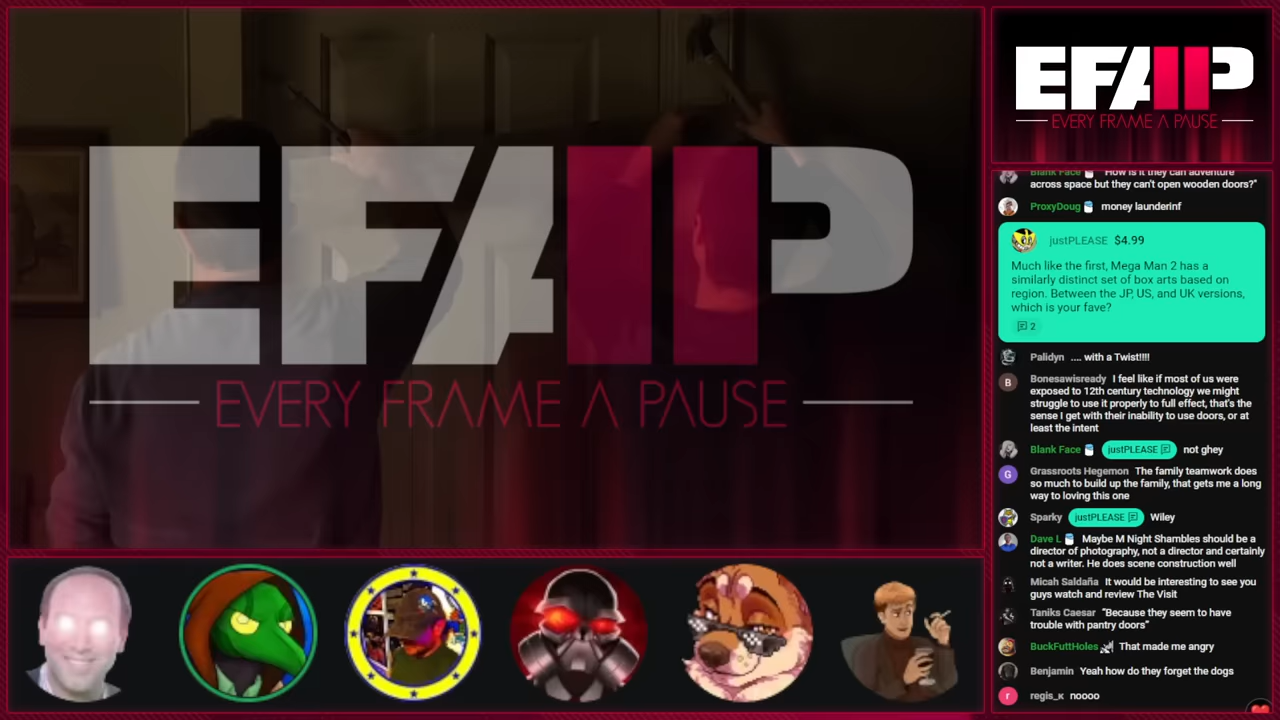 EFAP
EVERY FRAME A PAUSE
EFAP
EVERY FRAME A PAUSE
Blank Face "How is it they can adventure
across space but they can't open wooden doors?"
ProxyDoug money launderinf
justPLEASE $4.99
Much like the first, Mega Man 2 has a
similarly distinct set of box arts based on
region. Between the JP, US, and UK versions,
which is your fave?
2
Palidyn .... with a Twist!!!!
B
Bonesawisready I feel like if most of us were
exposed to 12th century technology we might
struggle to use it properly to full effect, that's the
sense I get with their inability to use doors, or at
least the intent
Blank Face justPLEASE not ghey
G
Grassroots Hegemon The family teamwork does
so much to build up the family, that gets me a long
way to loving this one
Sparky justPLEASE Wiley
Dave L Maybe M Night Shambles should be a
director of photography, not a director and certainly
not a writer. He does scene construction well
Micah Saldaña It would be interesting to see you
guys watch and review The Visit
Taniks Caesar "Because they seem to have
trouble with pantry doors"
BuckFuttHoles That made me angry
Benjamin Yeah how do they forget the dogs
r
regis_κ noooo